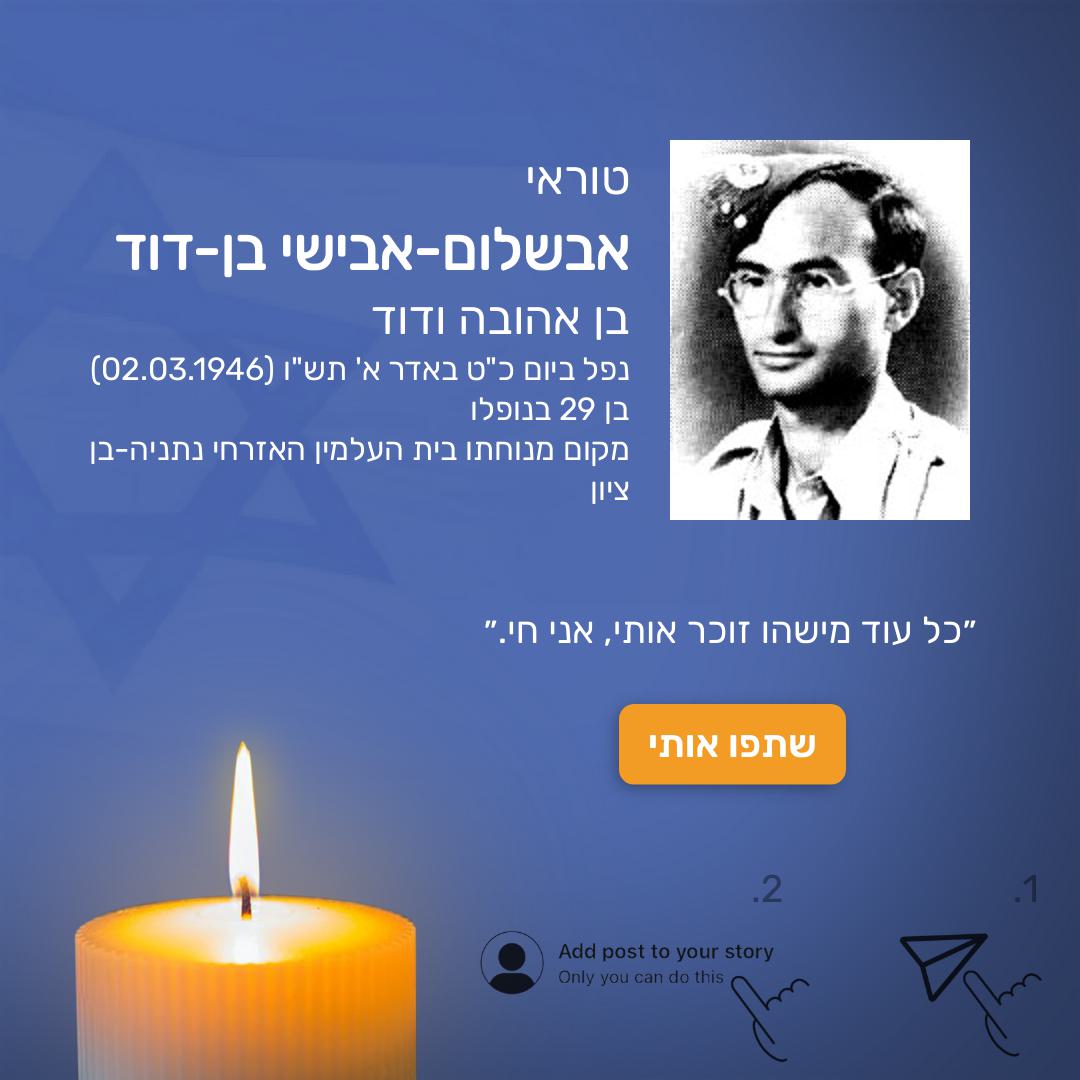 טוראי
אבשלום-אבישי בן-דוד
בן אהובה ודוד
נפל ביום כ"ט באדר א' תש"ו (02.03.1946)
בן 29 בנופלו
מקום מנוחתו בית העלמין האזרחי נתניה-בן
ציון
״כל עוד מישהו זוכר אותי, אני חי.״
שתפו אותי
1.
2.
Add post to your story
Only you can do this